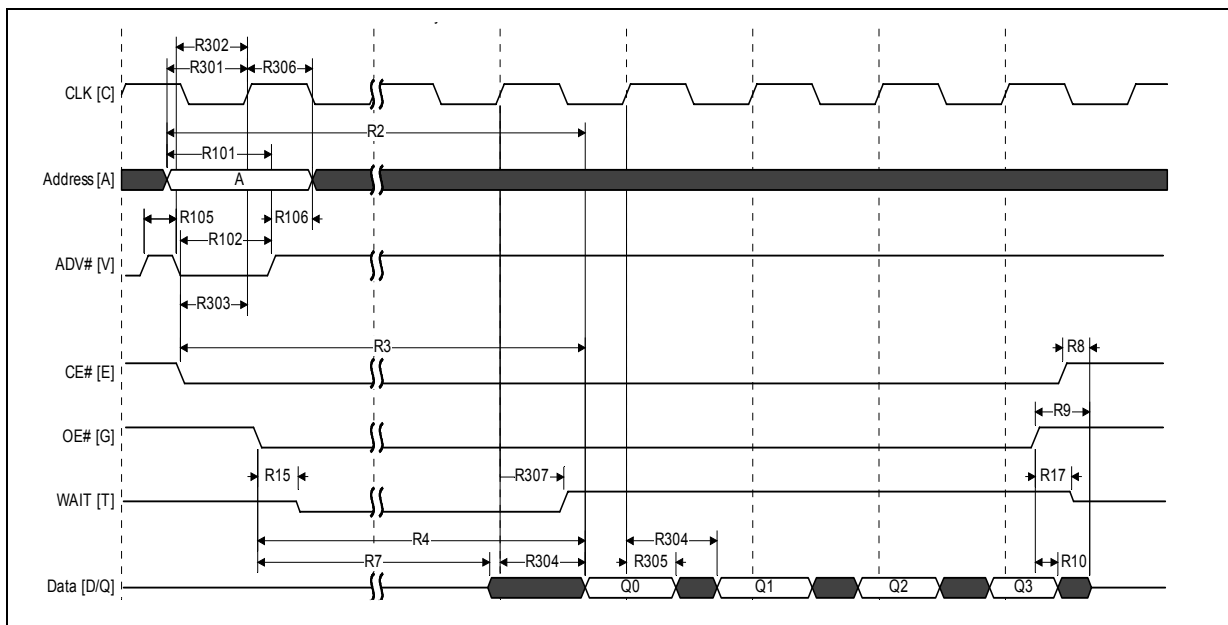 R302
R301
R306
CLK [C]
R2
R101
Address [A]
A
R105
R106
R102
ADV# [V]
R303
R3
R8
CE# [E]
R9
OE# [G]
R15
R307
R17
WAIT [T]
R4
R304
R7
R304
R305
R10
Data [D/Q]
Q0
Q1
Q2
Q3